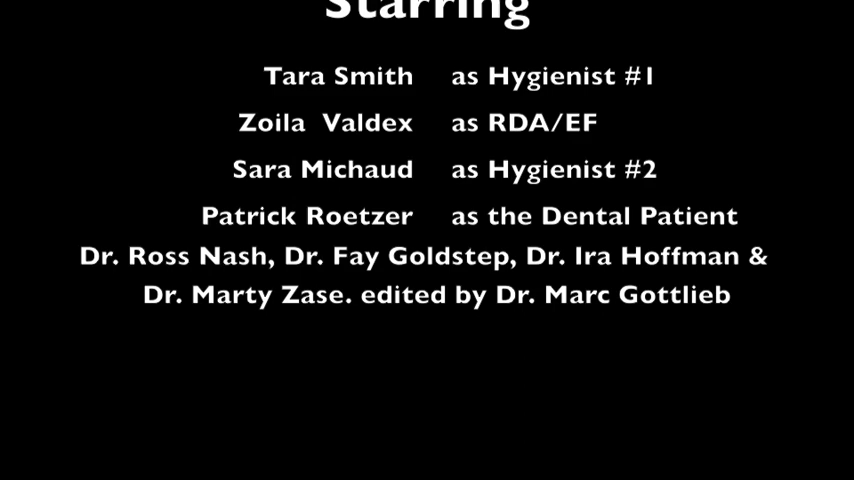 Starring
Tara Smith as Hygienist #1
Zoila Valdex as RDA/EF
Sara Michaud as Hygienist #2
Patrick Roetzer as the Dental Patient
Dr. Ross Nash, Dr. Fay Goldstep, Dr. Ira Hoffman &
Dr. Marty Zase. edited by Dr. Marc Gottlieb